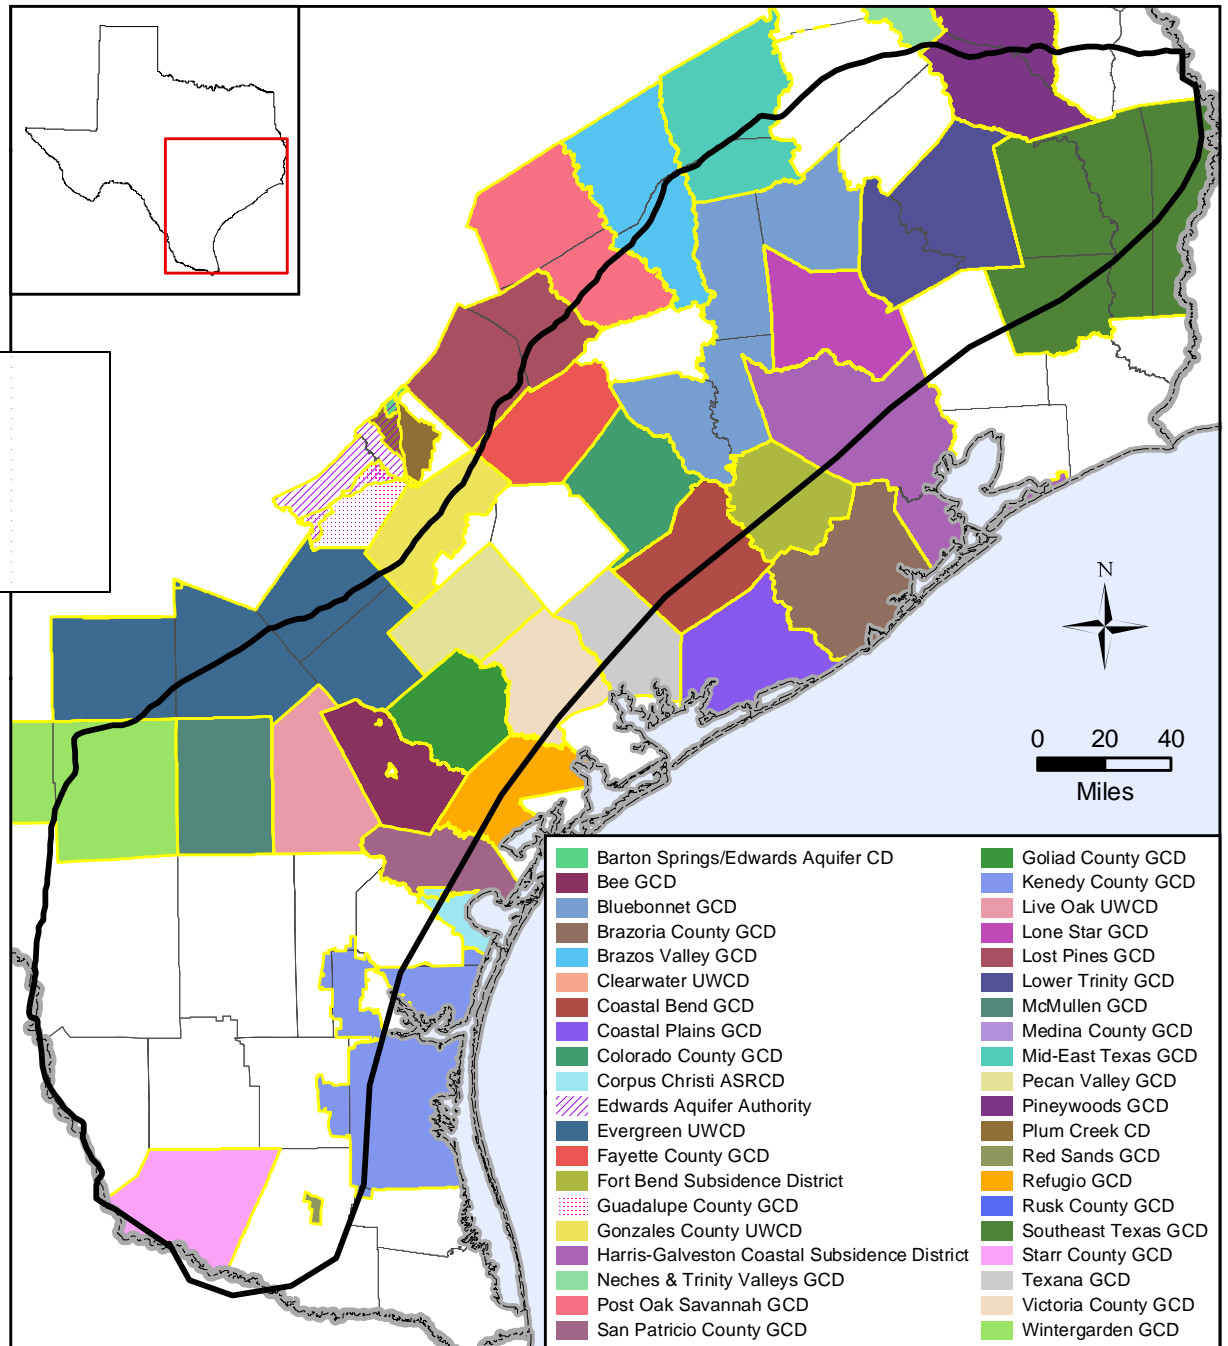 N
0 20 40
Miles
Barton Springs/Edwards Aquifer CD
Bee GCD
Bluebonnet GCD
Brazoria County GCD
Brazos Valley GCD
Clearwater UWCD
Coastal Bend GCD
Coastal Plains GCD
Colorado County GCD
Corpus Christi ASRCD
Edwards Aquifer Authority
Evergreen UWCD
Fayette County GCD
Fort Bend Subsidence District
Guadalupe County GCD
Gonzales County UWCD
Harris-Galveston Coastal Subsidence District
Neches & Trinity Valleys GCD
Post Oak Savannah GCD
San Patricio County GCD
Goliad County GCD
Kenedy County GCD
Live Oak UWCD
Lone Star GCD
Lost Pines GCD
Lower Trinity GCD
McMullen GCD
Medina County GCD
Mid-East Texas GCD
Pecan Valley GCD
Pineywoods GCD
Plum Creek CD
Red Sands GCD
Refugio GCD
Rusk County GCD
Southeast Texas GCD
Starr County GCD
Texana GCD
Victoria County GCD
Wintergarden GCD